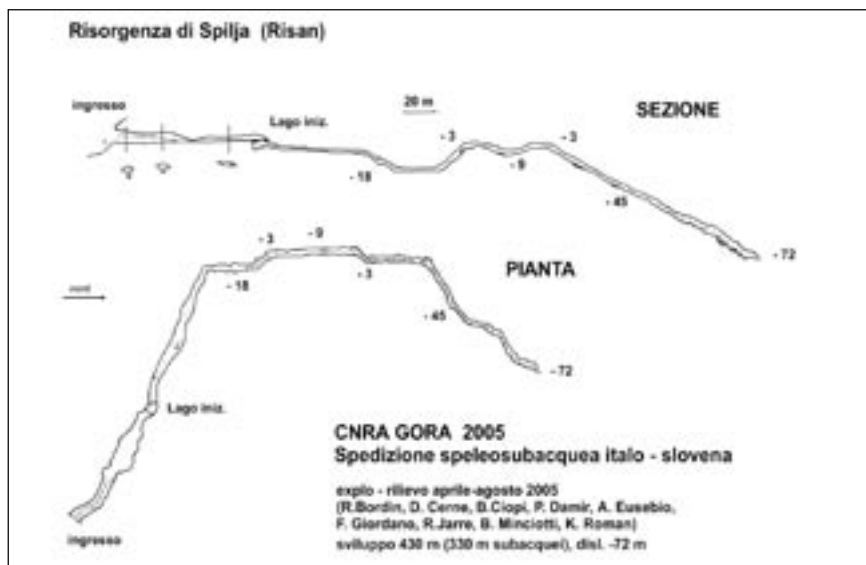 Risorgenza di Spilja (Risan)
ingresso
20 m
SEZIONE
Lago iniz.
- 3
- 3
- 18
- 9
- 45
- 72
- 9
- 3
PIANTA
nord
- 18
- 3
- 45
- 72
Lago iniz.
CNRA GORA 2005
Spedizione speleosubacquea italo - slovena
explo - rilievo aprile-agosto 2005
(R.Bordin, D. Cerne, B.Ciopi, P. Damir, A. Eusebio,
F. Giordano, R.Jarre, B. Minciotti, K. Roman)
ingresso
sviluppo 430 m (330 m subacquei), disl. -72 m